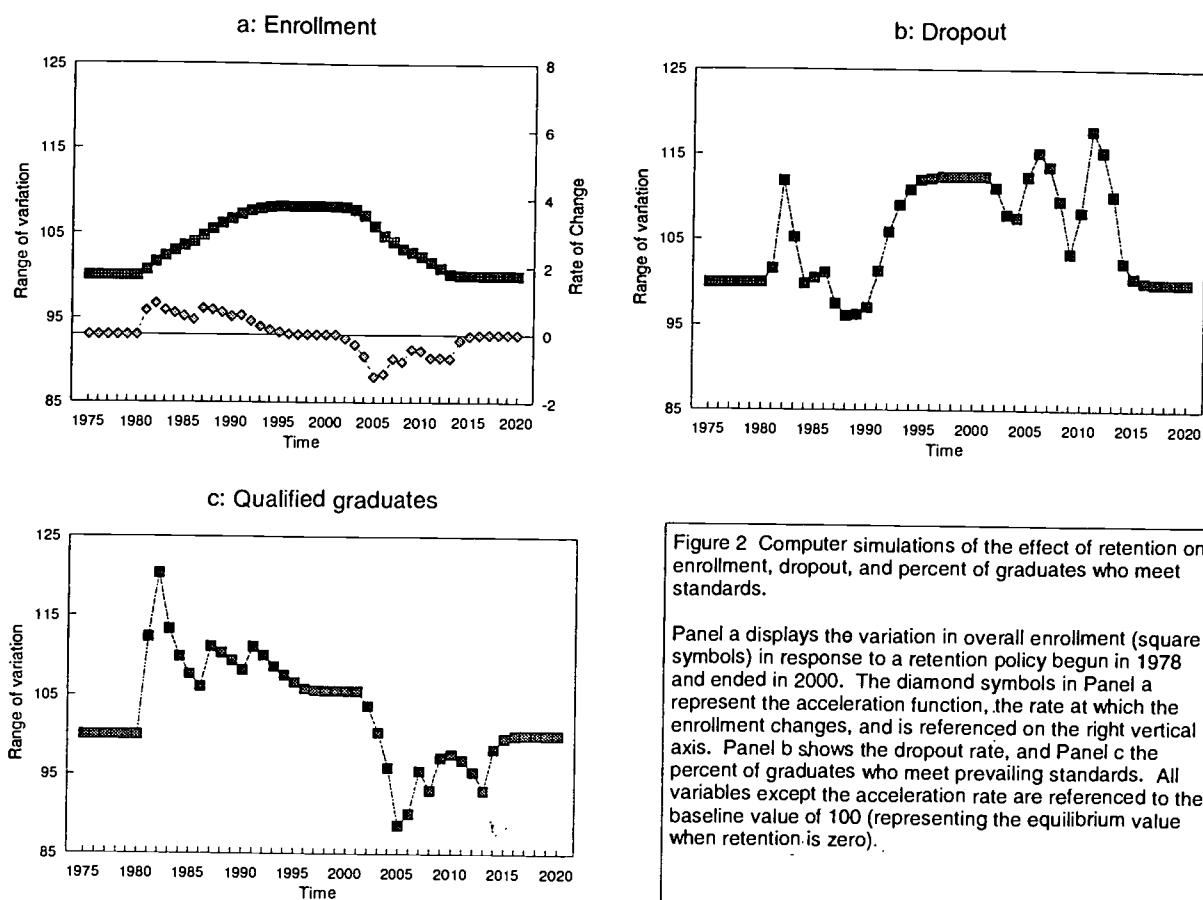 a: Enrollment
125
115
105
95
85
Range of variation
8
6
4
2
0
-2
Rate of Change
1975 1980 1985 1990 1995 2000 2005 2010 2015 2020
Time
b: Dropout
125
115
105
95
85
Range of variation
1975 1980 1985 1990 1995 2000 2005 2010 2015 2020
Time
c: Qualified graduates
125
115
105
95
85
Range of variation
1975 1980 1985 1990 1995 2000 2005 2010 2015 2020
Time
Figure 2 Computer simulations of the effect of retention on
enrollment, dropout, and percent of graduates who meet
standards.
Panel a displays the variation in overall enrollment (square
symbols) in response to a retention policy begun in 1978
and ended in 2000. The diamond symbols in Panel a
represent the acceleration function, the rate at which the
enrollment changes, and is referenced on the right vertical
axis. Panel b shows the dropout rate, and Panel c the
percent of graduates who meet prevailing standards. All
variables except the acceleration rate are referenced to the
baseline value of 100 (representing the equilibrium value
when retention is zero).